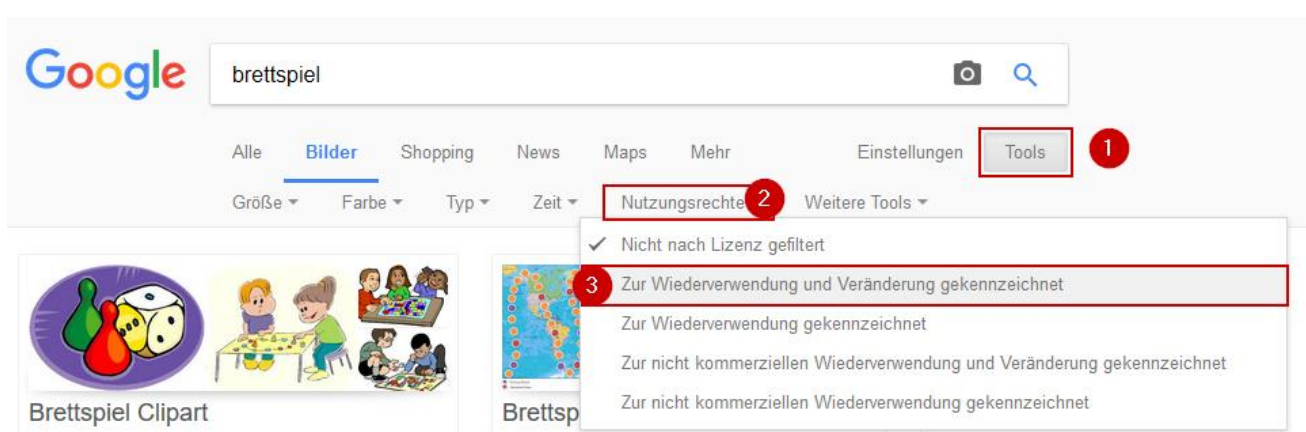 Google
brettspiel
Alle Bilder Shopping News Maps Mehr Einstellungen Tools 1
Größe Farbe Typ Zeit Nutzungsrechte 2 Weitere Tools
Nicht nach Lizenz gefiltert
3 Zur Wiederverwendung und Veränderung gekennzeichnet
Zur Wiederverwendung gekennzeichnet
Zur nicht kommerziellen Wiederverwendung und Veränderung gekennzeichnet
Zur nicht kommerziellen Wiederverwendung gekennzeichnet
Brettspiel Clipart
Brettsp